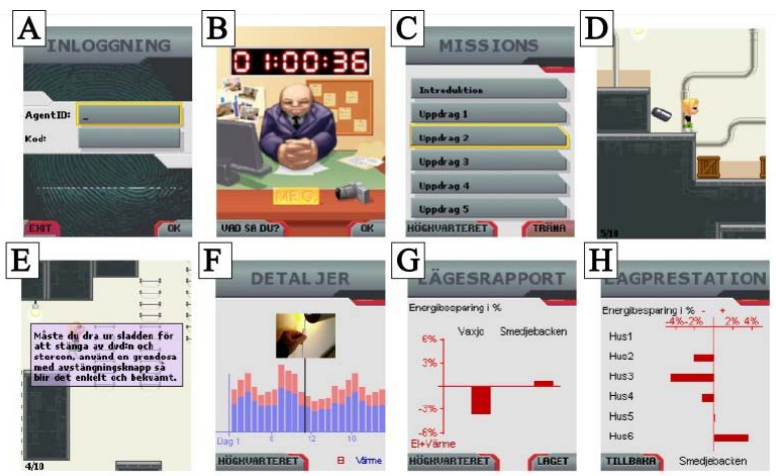 A
INLOGGNING
AgentID:
Kod:
EXIT
OK
B
01:00:36
MR G.
VAD SA DU?
OK
C
MISSIONS
Introduktion
Uppdrag 1
Uppdrag 2
Uppdrag 3
Uppdrag 4
Uppdrag 5
HÖGKVARTERET
TRÄNA
D
5/10
E
Måste du dra ur sladden för
att stänga av dvd:n och
stereon, använd en grendosa
med avstängningsknapp så
blir det enkelt och bekvämt.
4/10
F
DETALJER
Dag 1
6
12
10
HÖGKVARTERET
El
Värme
G
LÄGESRAPPORT
Energibesparing i %
Vaxjo
Smedjebacken
6%
-3%
-6%
El+Värme
HÖGKVARTERET
LAGET
H
LAGPRESTATION
Energibesparing i %
-
+
-4%
-2%
2%
4%
Hus1
Hus2
Hus3
Hus4
Hus5
Hus6
TILLBAKA
Smedjebacken